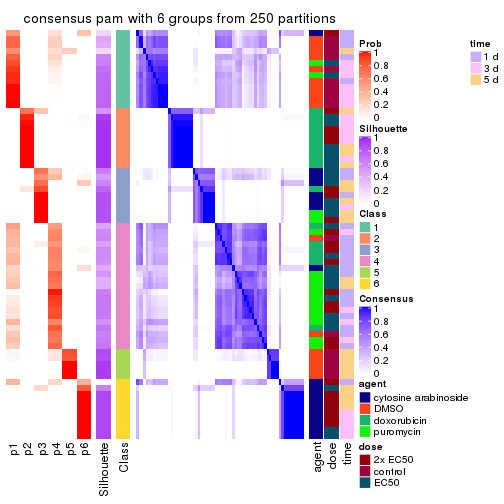 consensus pam with 6 groups from 250 partitions
Prob
1
0.8
0.6
0.4
0.2
0
time
1 d
3 d
5 d
Silhouette
1
0.8
0.6
0.4
0.2
0
Class
1
2
3
4
5
6
Consensus
1
0.8
0.6
0.4
0.2
0
agent
cytosine arabinoside
DMSO
doxorubicin
puromycin
dose
2x EC50
control
EC50
p1
p2
p3
p4
p5
p6
Silhouette
Class
agent
dose
time